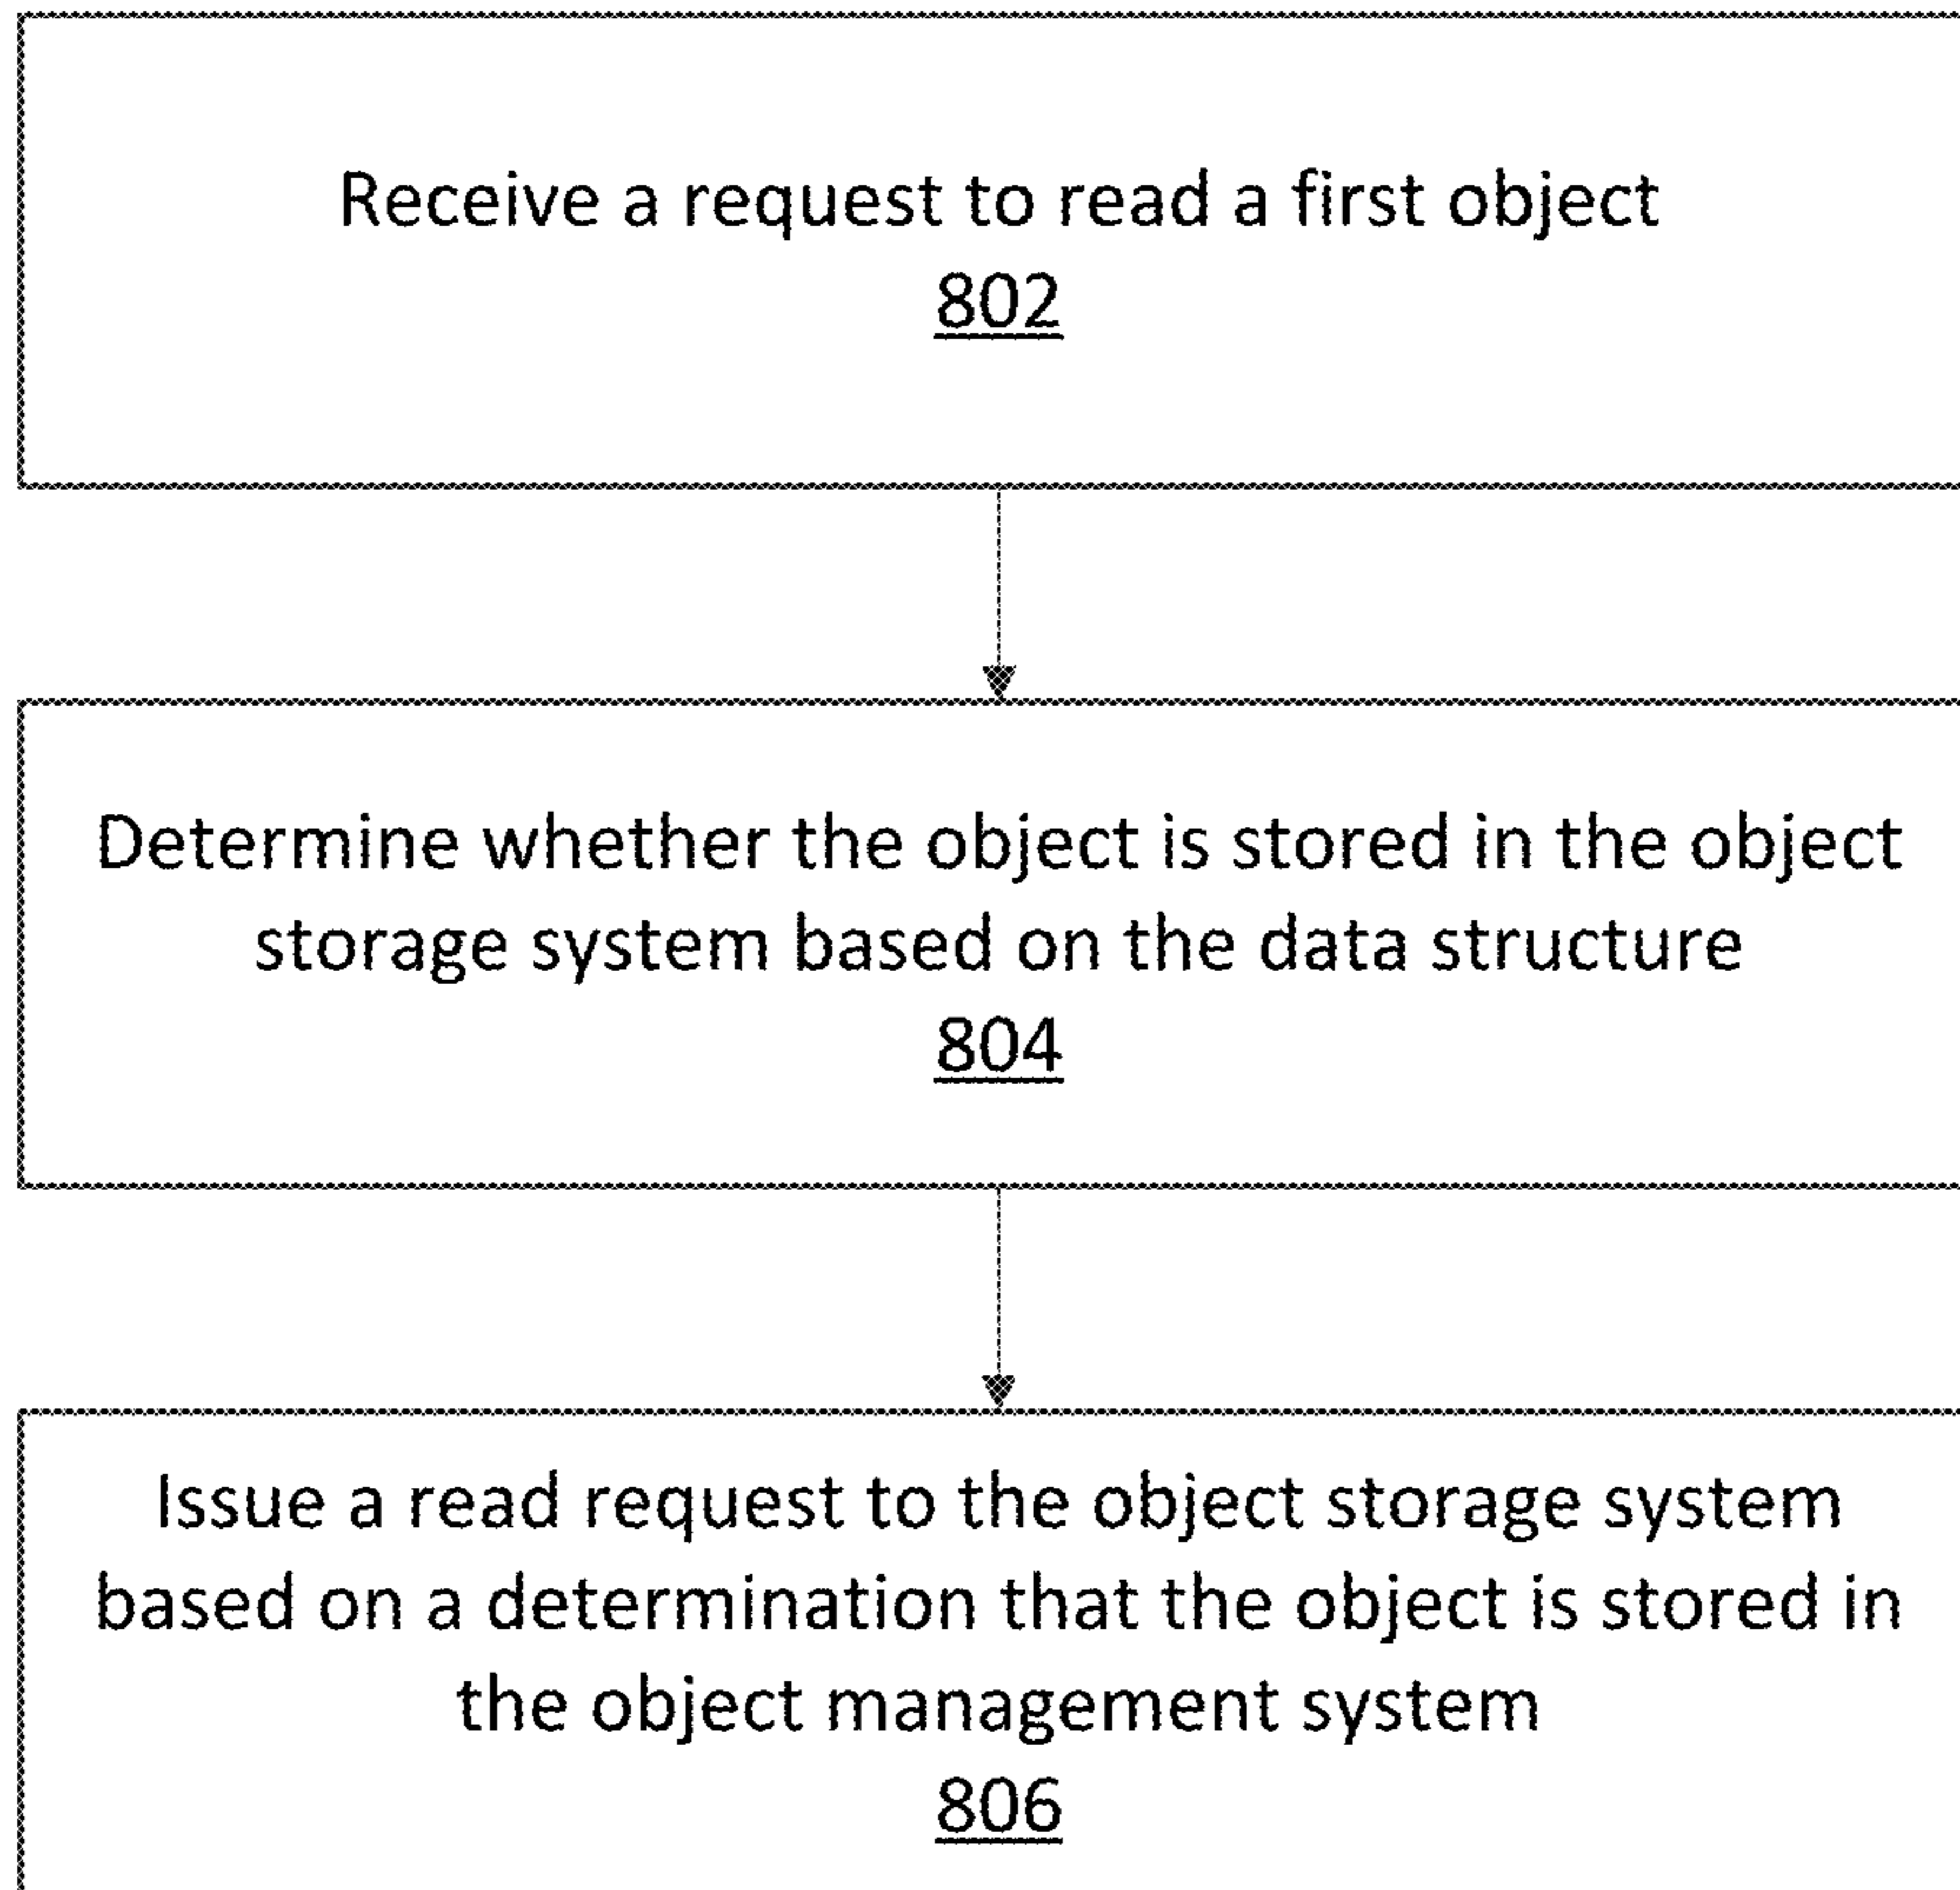 Receive a request to read a first object
802
Determine whether the object is stored in the object
storage system based on the data structure
804
Issue a read request to the object storage system
based on a determination that the object is stored in
the object management system
806